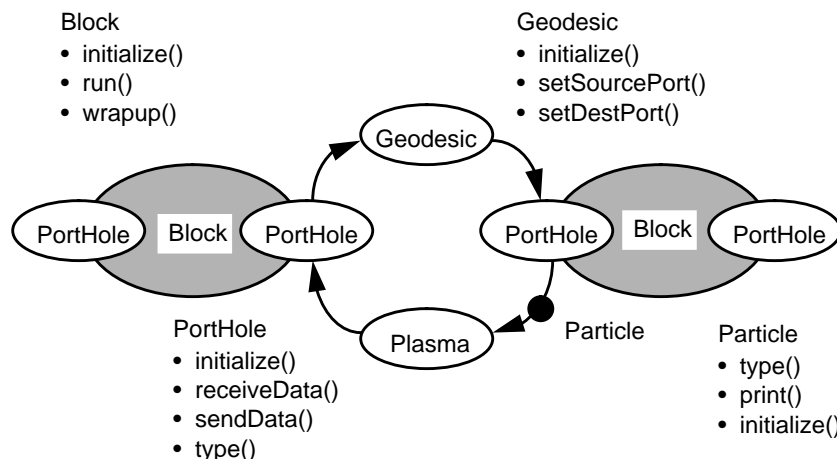 Block
• initialize()
• run()
• wrapup()
Geodesic
• initialize()
• setSourcePort()
• setDestPort()
Geodesic
PortHole
Block
PortHole
PortHole
Block
PortHole
Plasma
Particle
PortHole
• initialize()
• receiveData()
• sendData()
• type()
Particle
• type()
• print()
• initialize()